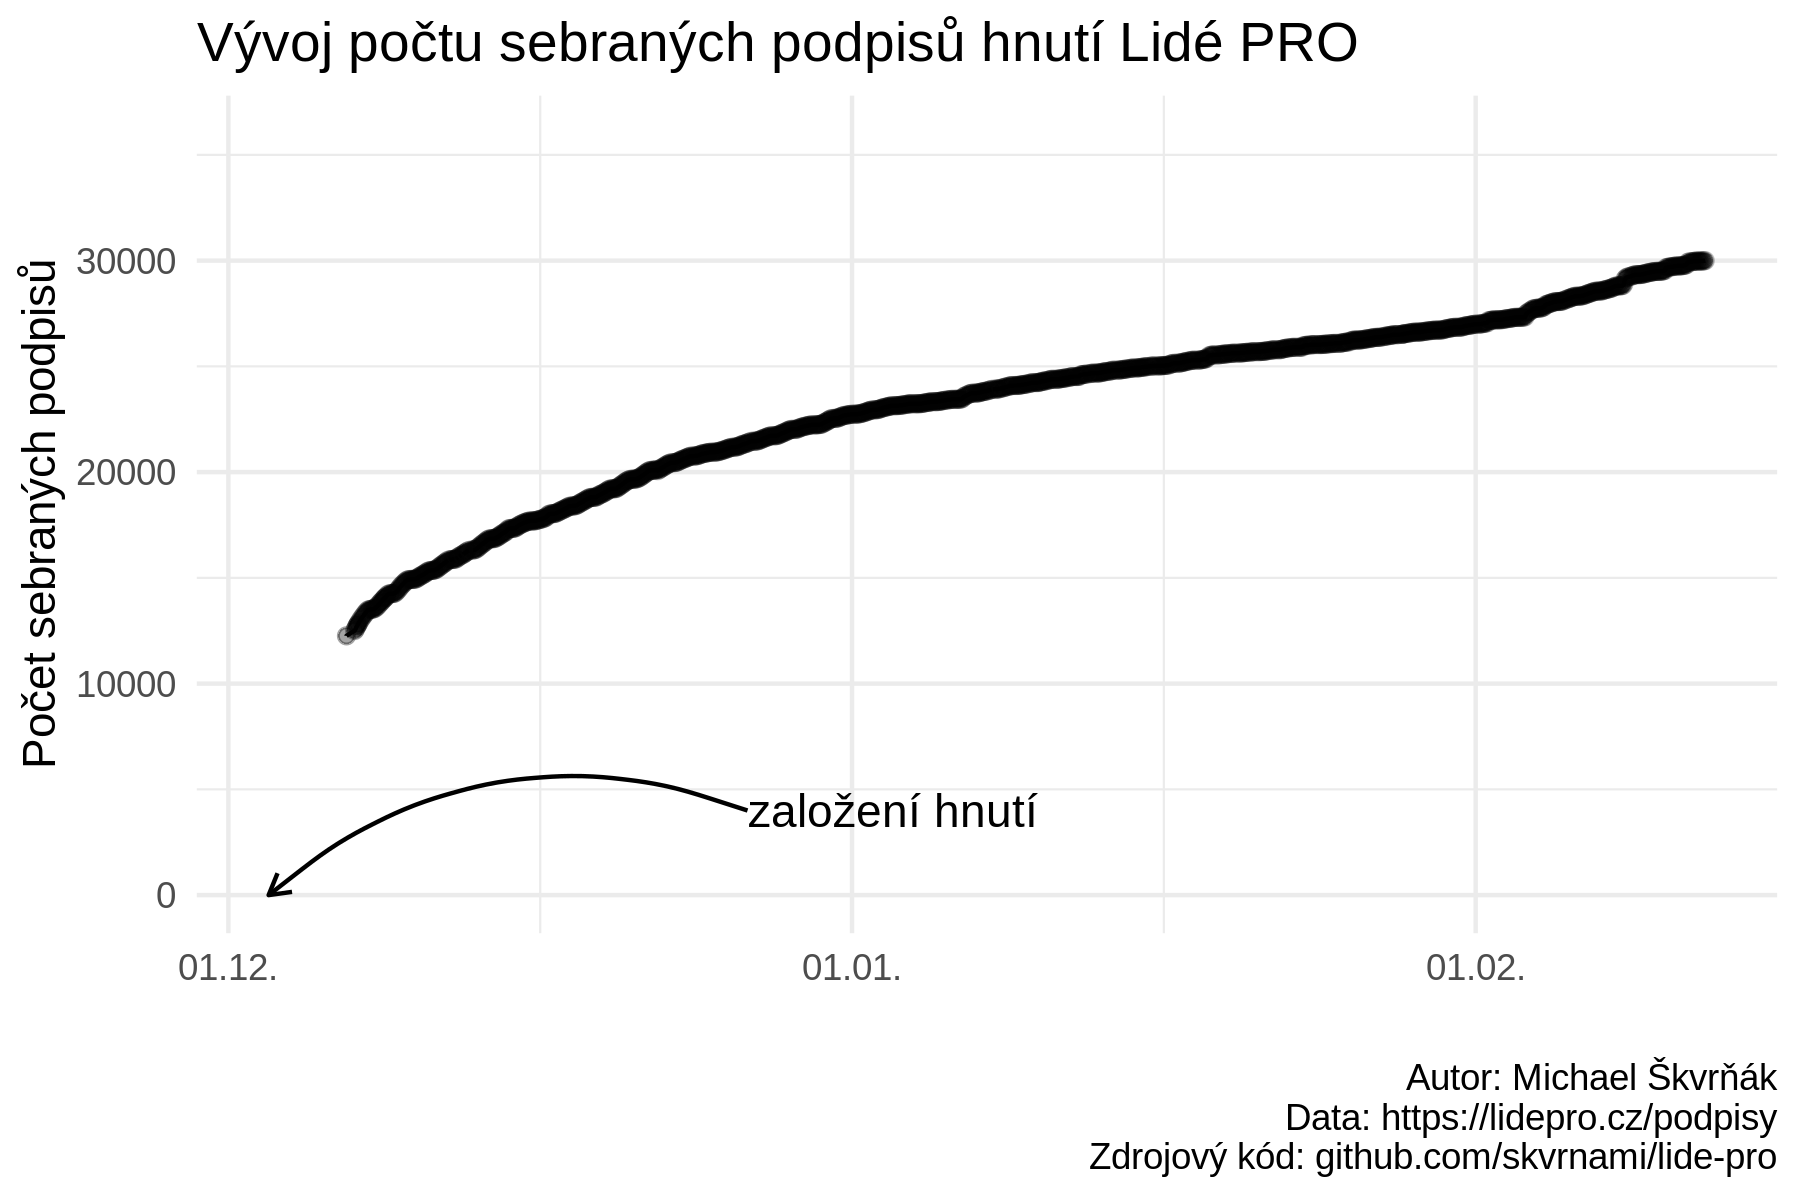 Vývoj počtu sebraných podpisů hnutí Lidé PRO
Počet sebraných podpisů
30000
20000
10000
0
založení hnutí
01.12.
01.01.
01.02.
Autor: Michael Škvrňák
Data: https://lidepro.cz/podpisy
Zdrojový kód: github.com/skvrnami/lide-pro